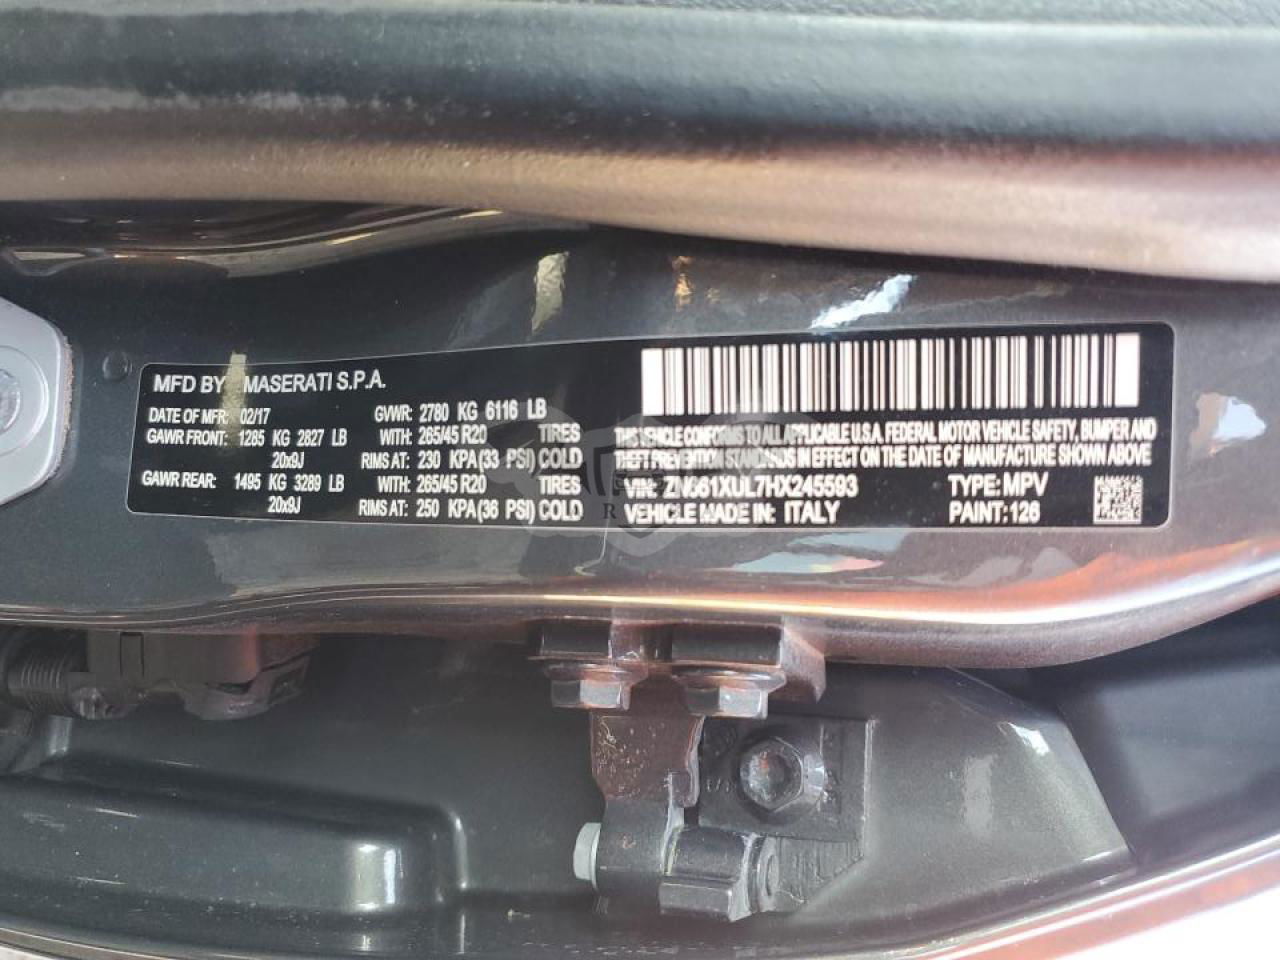 MFD BY MASERATI S.P.A.
DATE OF MFR: 02/17 GVWR: 2780 KG 6116 LB
GAWR FRONT: 1285 KG 2827 LB WITH: 265/45 R20 TIRES
20x9J RIMS AT: 230 KPA(33 PSI) COLD
GAWR REAR: 1495 KG 3289 LB WITH: 265/45 R20 TIRES
20x9J RIMS AT: 250 KPA(36 PSI) COLD
THIS VEHICLE CONFORMS TO ALL APPLICABLE U.S.A. FEDERAL MOTOR VEHICLE SAFETY, BUMPER AND
THEFT PREVENTION STANDARDS IN EFFECT ON THE DATE OF MANUFACTURE SHOWN ABOVE
VIN: TYPE: MPV
VEHICLE MADE IN: ITALY PAINT: 126